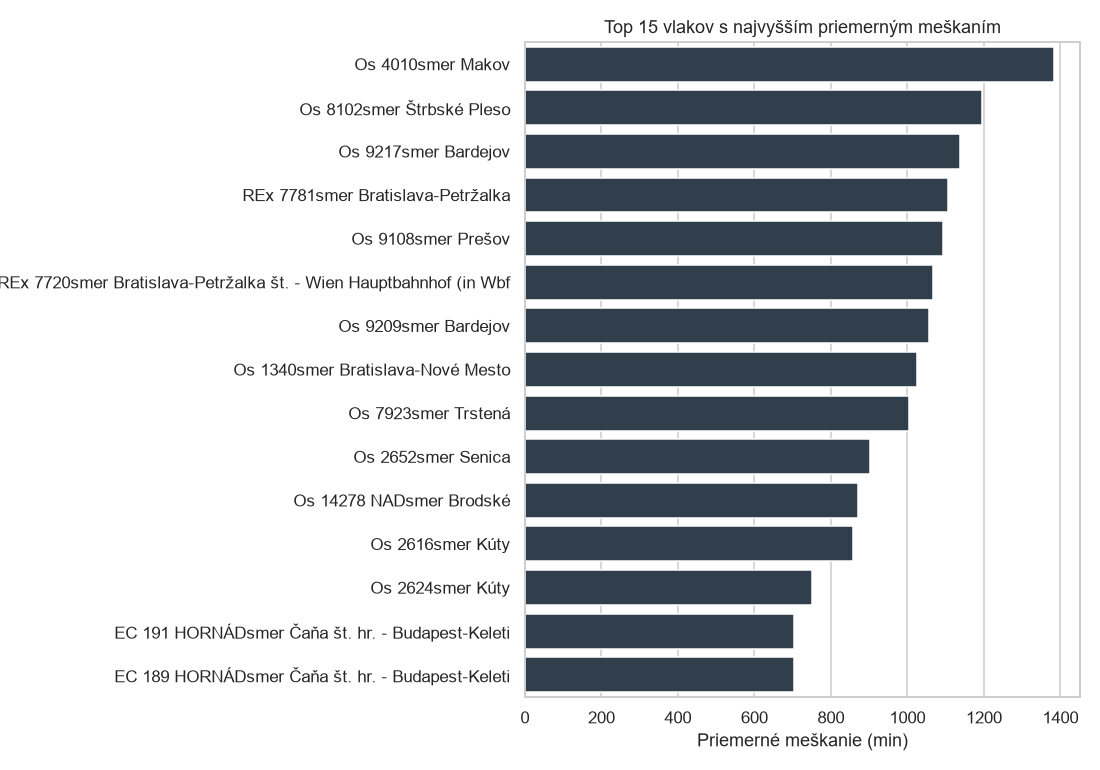 Top 15 vlakov s najvyšším priemerným meškaním
Os 4010smer Makov
Os 8102smer Štrbské Pleso
Os 9217smer Bardejov
REx 7781smer Bratislava-Petržalka
Os 9108smer Prešov
REx 7720smer Bratislava-Petržalka št. - Wien Hauptbahnhof (in Wbf
Os 9209smer Bardejov
Os 1340smer Bratislava-Nové Mesto
Os 7923smer Trstená
Os 2652smer Senica
Os 14278 NADsmer Brodské
Os 2616smer Kúty
Os 2624smer Kúty
EC 191 HORNÁDsmer Čaňa št. hr. - Budapest-Keleti
EC 189 HORNÁDsmer Čaňa št. hr. - Budapest-Keleti
0 200 400 600 800 1000 1200 1400
Priemerné meškanie (min)